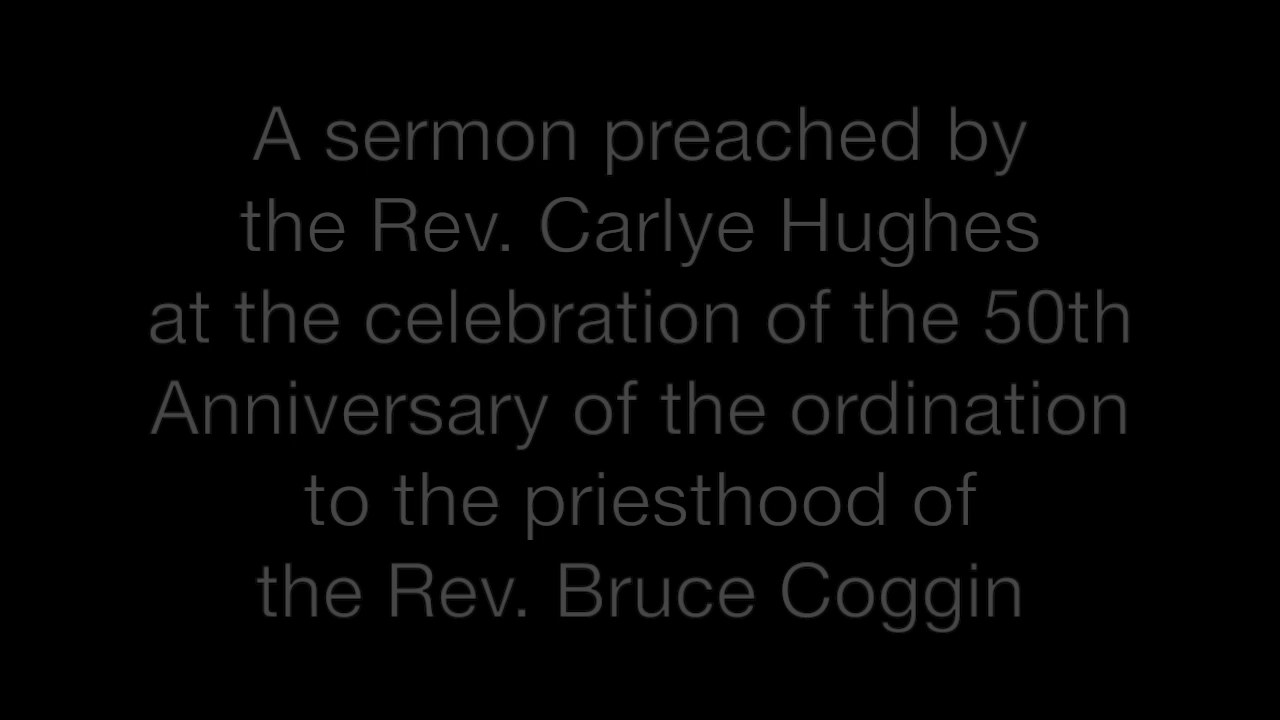 A sermon preached by
the Rev. Carlye Hughes
at the celebration of the 50th
Anniversary of the ordination
to the priesthood of
the Rev. Bruce Coggin